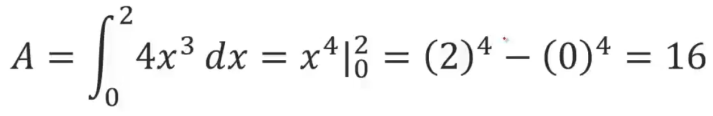 A = ∫₀² 4x³ dx = x⁴|₀² = (2)⁴ − (0)⁴ = 16